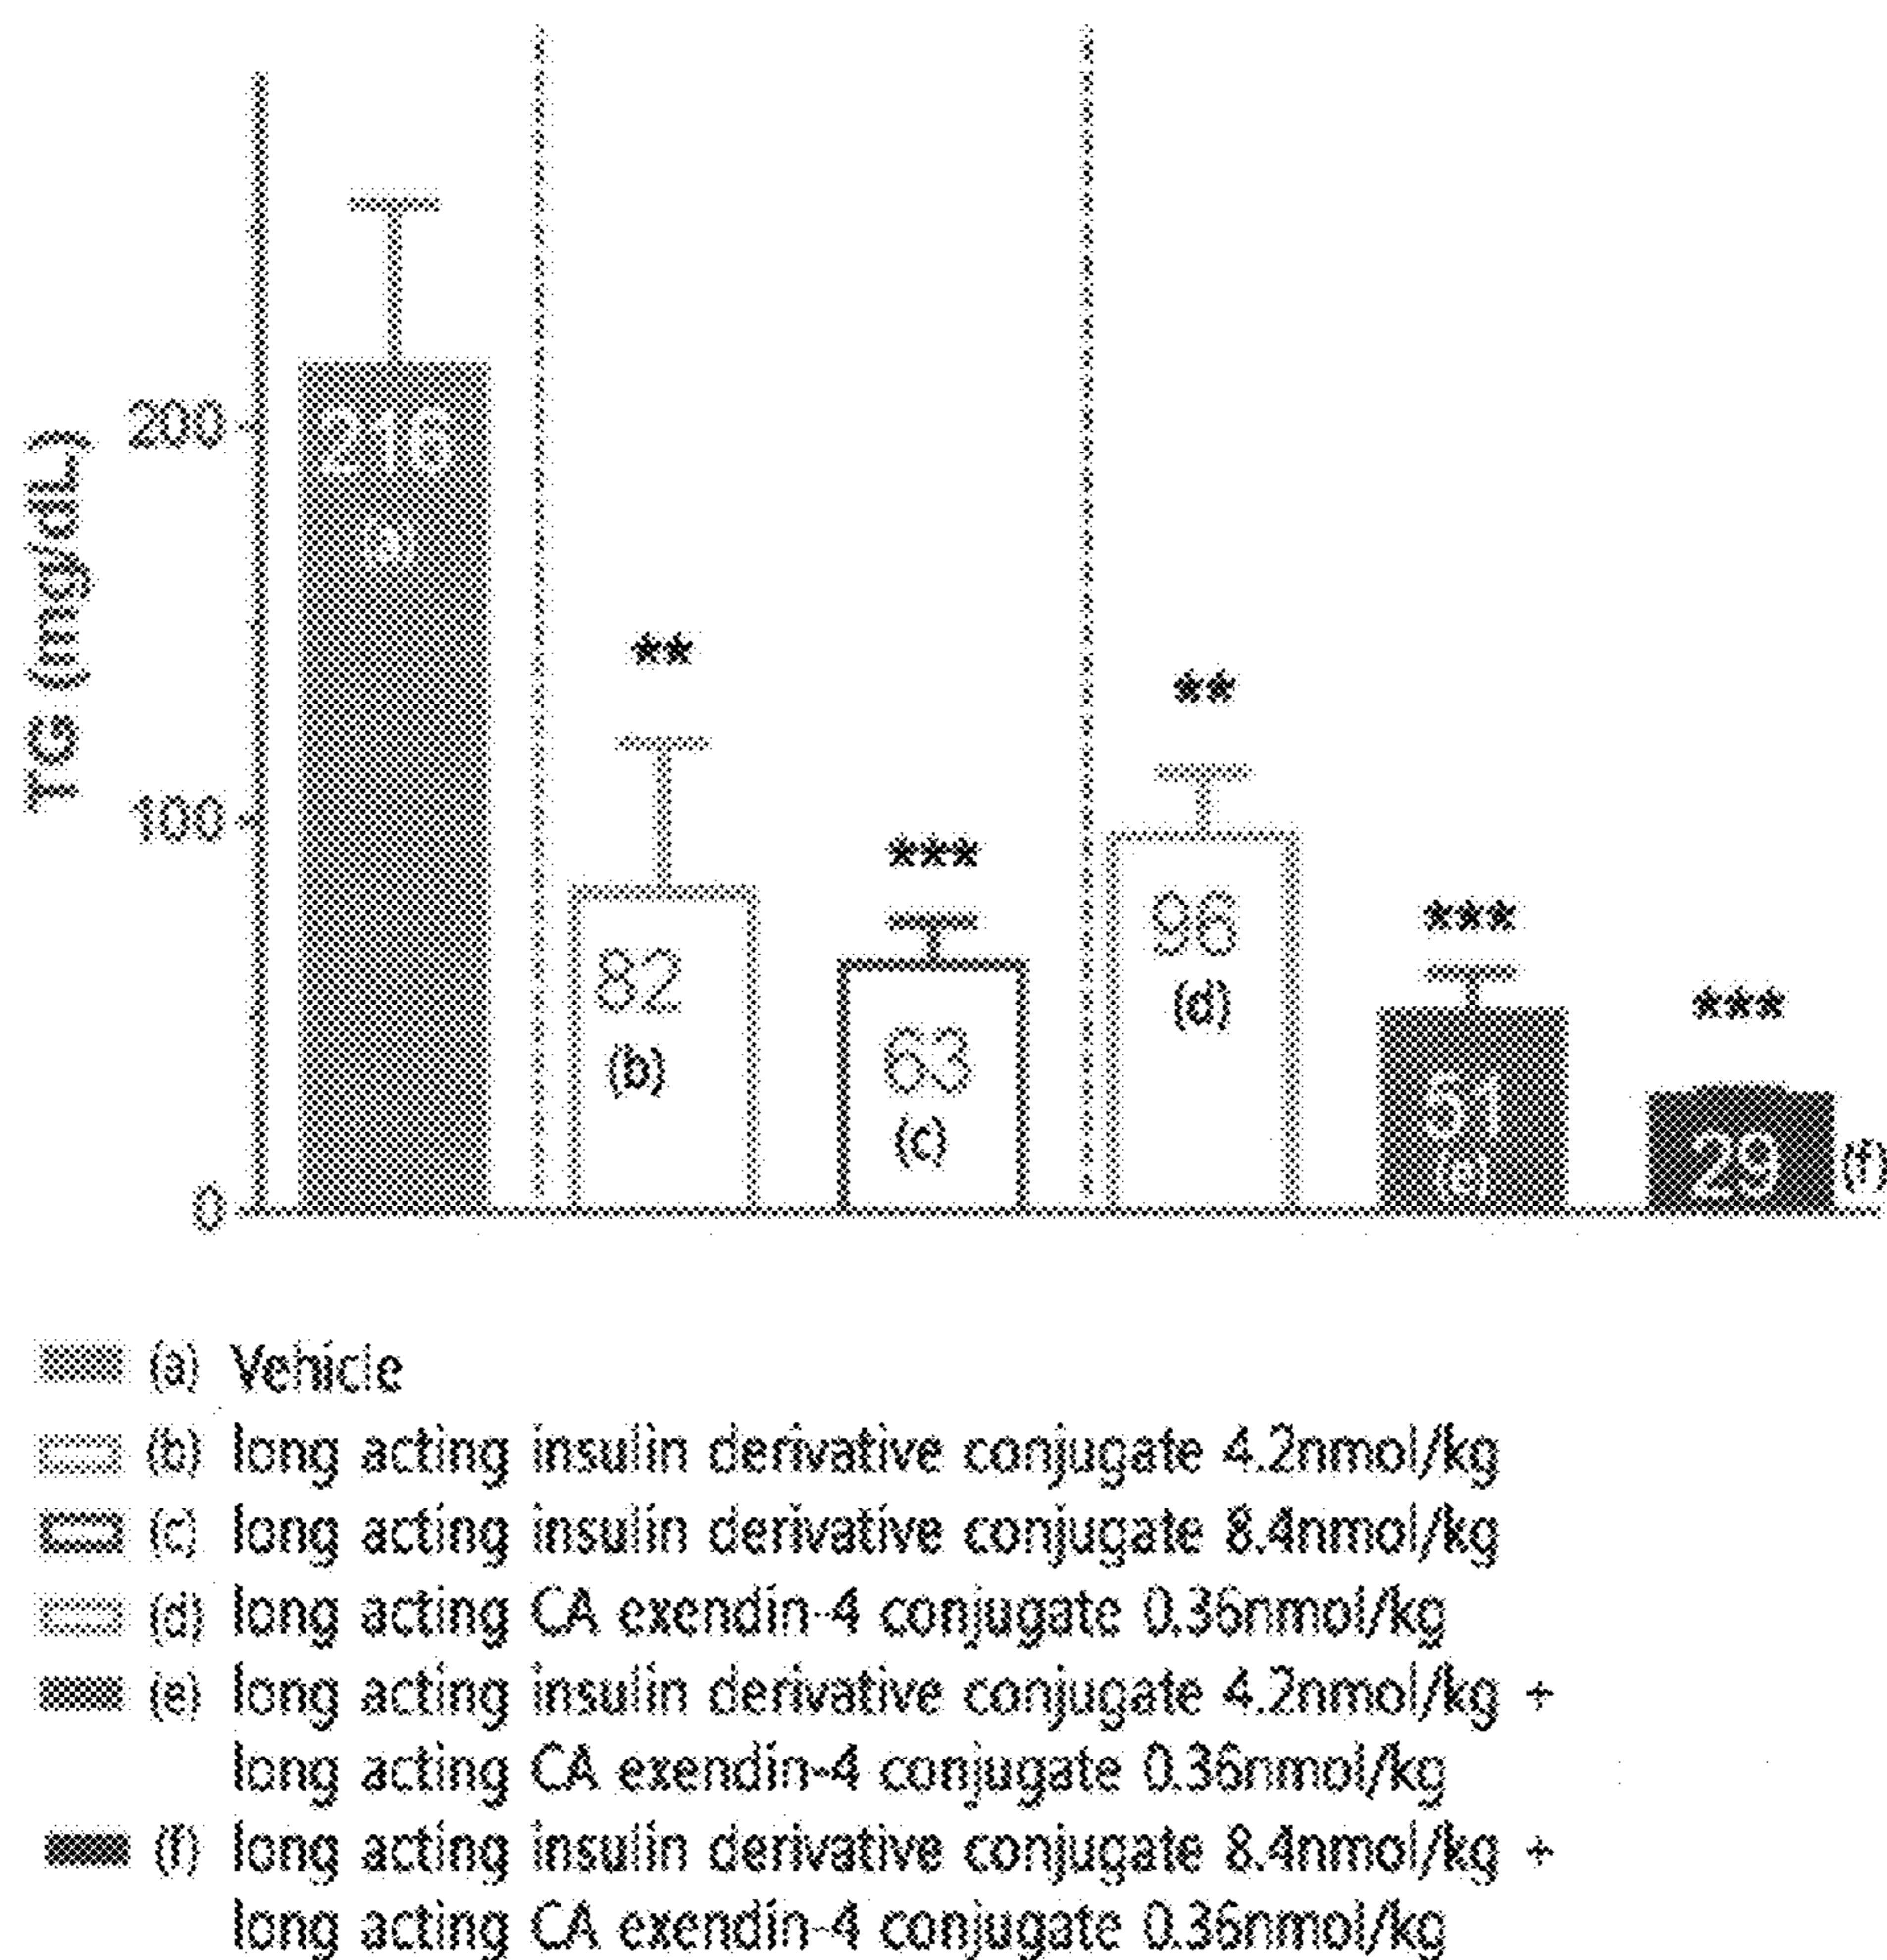 TG (mg/dL)
200
100
0
216
a
**
82
(b)
***
63
(c)
**
96
(d)
***
51
(e)
***
29
(f)
(a) Vehicle
(b) long acting insulin derivative conjugate 4.2nmol/kg
(c) long acting insulin derivative conjugate 8.4nmol/kg
(d) long acting CA exendin-4 conjugate 0.36nmol/kg
(e) long acting insulin derivative conjugate 4.2nmol/kg +
long acting CA exendin-4 conjugate 0.36nmol/kg
(f) long acting insulin derivative conjugate 8.4nmol/kg +
long acting CA exendin-4 conjugate 0.36nmol/kg